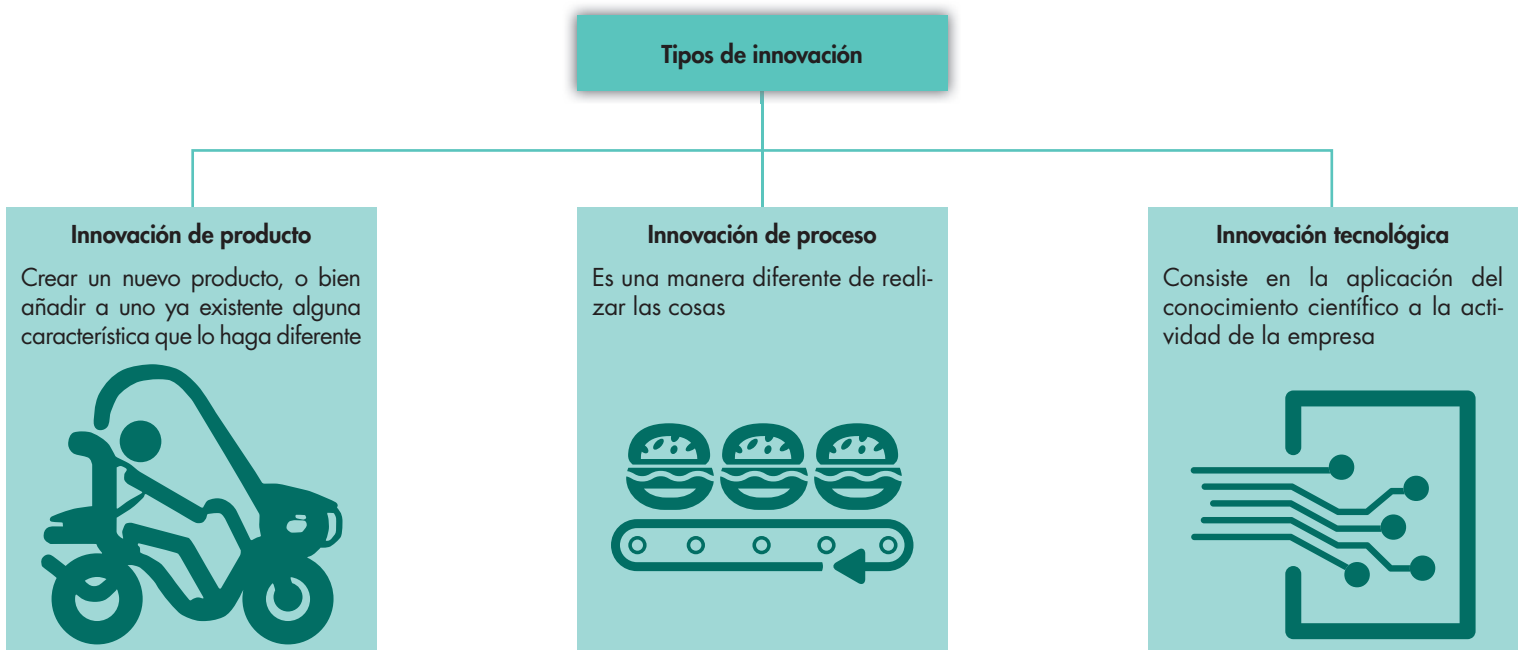 Tipos de innovación
Innovación de producto
Crear un nuevo producto, o bien
añadir a uno ya existente alguna
característica que lo haga diferente
Innovación de proceso
Es una manera diferente de reali-
zar las cosas
Innovación tecnológica
Consiste en la aplicación del
conocimiento científico a la acti-
vidad de la empresa